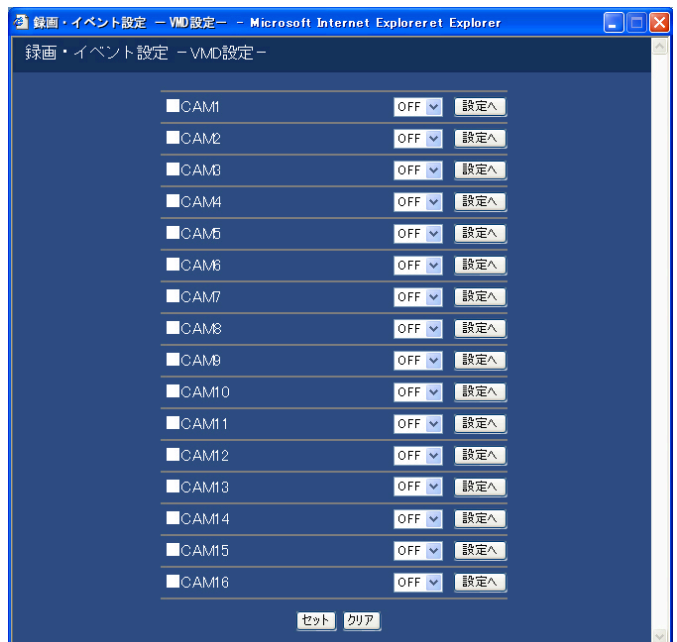 録画・イベント設定 － VMD設定－ - Microsoft Internet Exploreret Explorer
録画・イベント設定 －VMD設定－
CAM1 OFF 設定へ
CAM2 OFF 設定へ
CAM3 OFF 設定へ
CAM4 OFF 設定へ
CAM5 OFF 設定へ
CAM6 OFF 設定へ
CAM7 OFF 設定へ
CAM8 OFF 設定へ
CAM9 OFF 設定へ
CAM10 OFF 設定へ
CAM11 OFF 設定へ
CAM12 OFF 設定へ
CAM13 OFF 設定へ
CAM14 OFF 設定へ
CAM15 OFF 設定へ
CAM16 OFF 設定へ
セット クリア